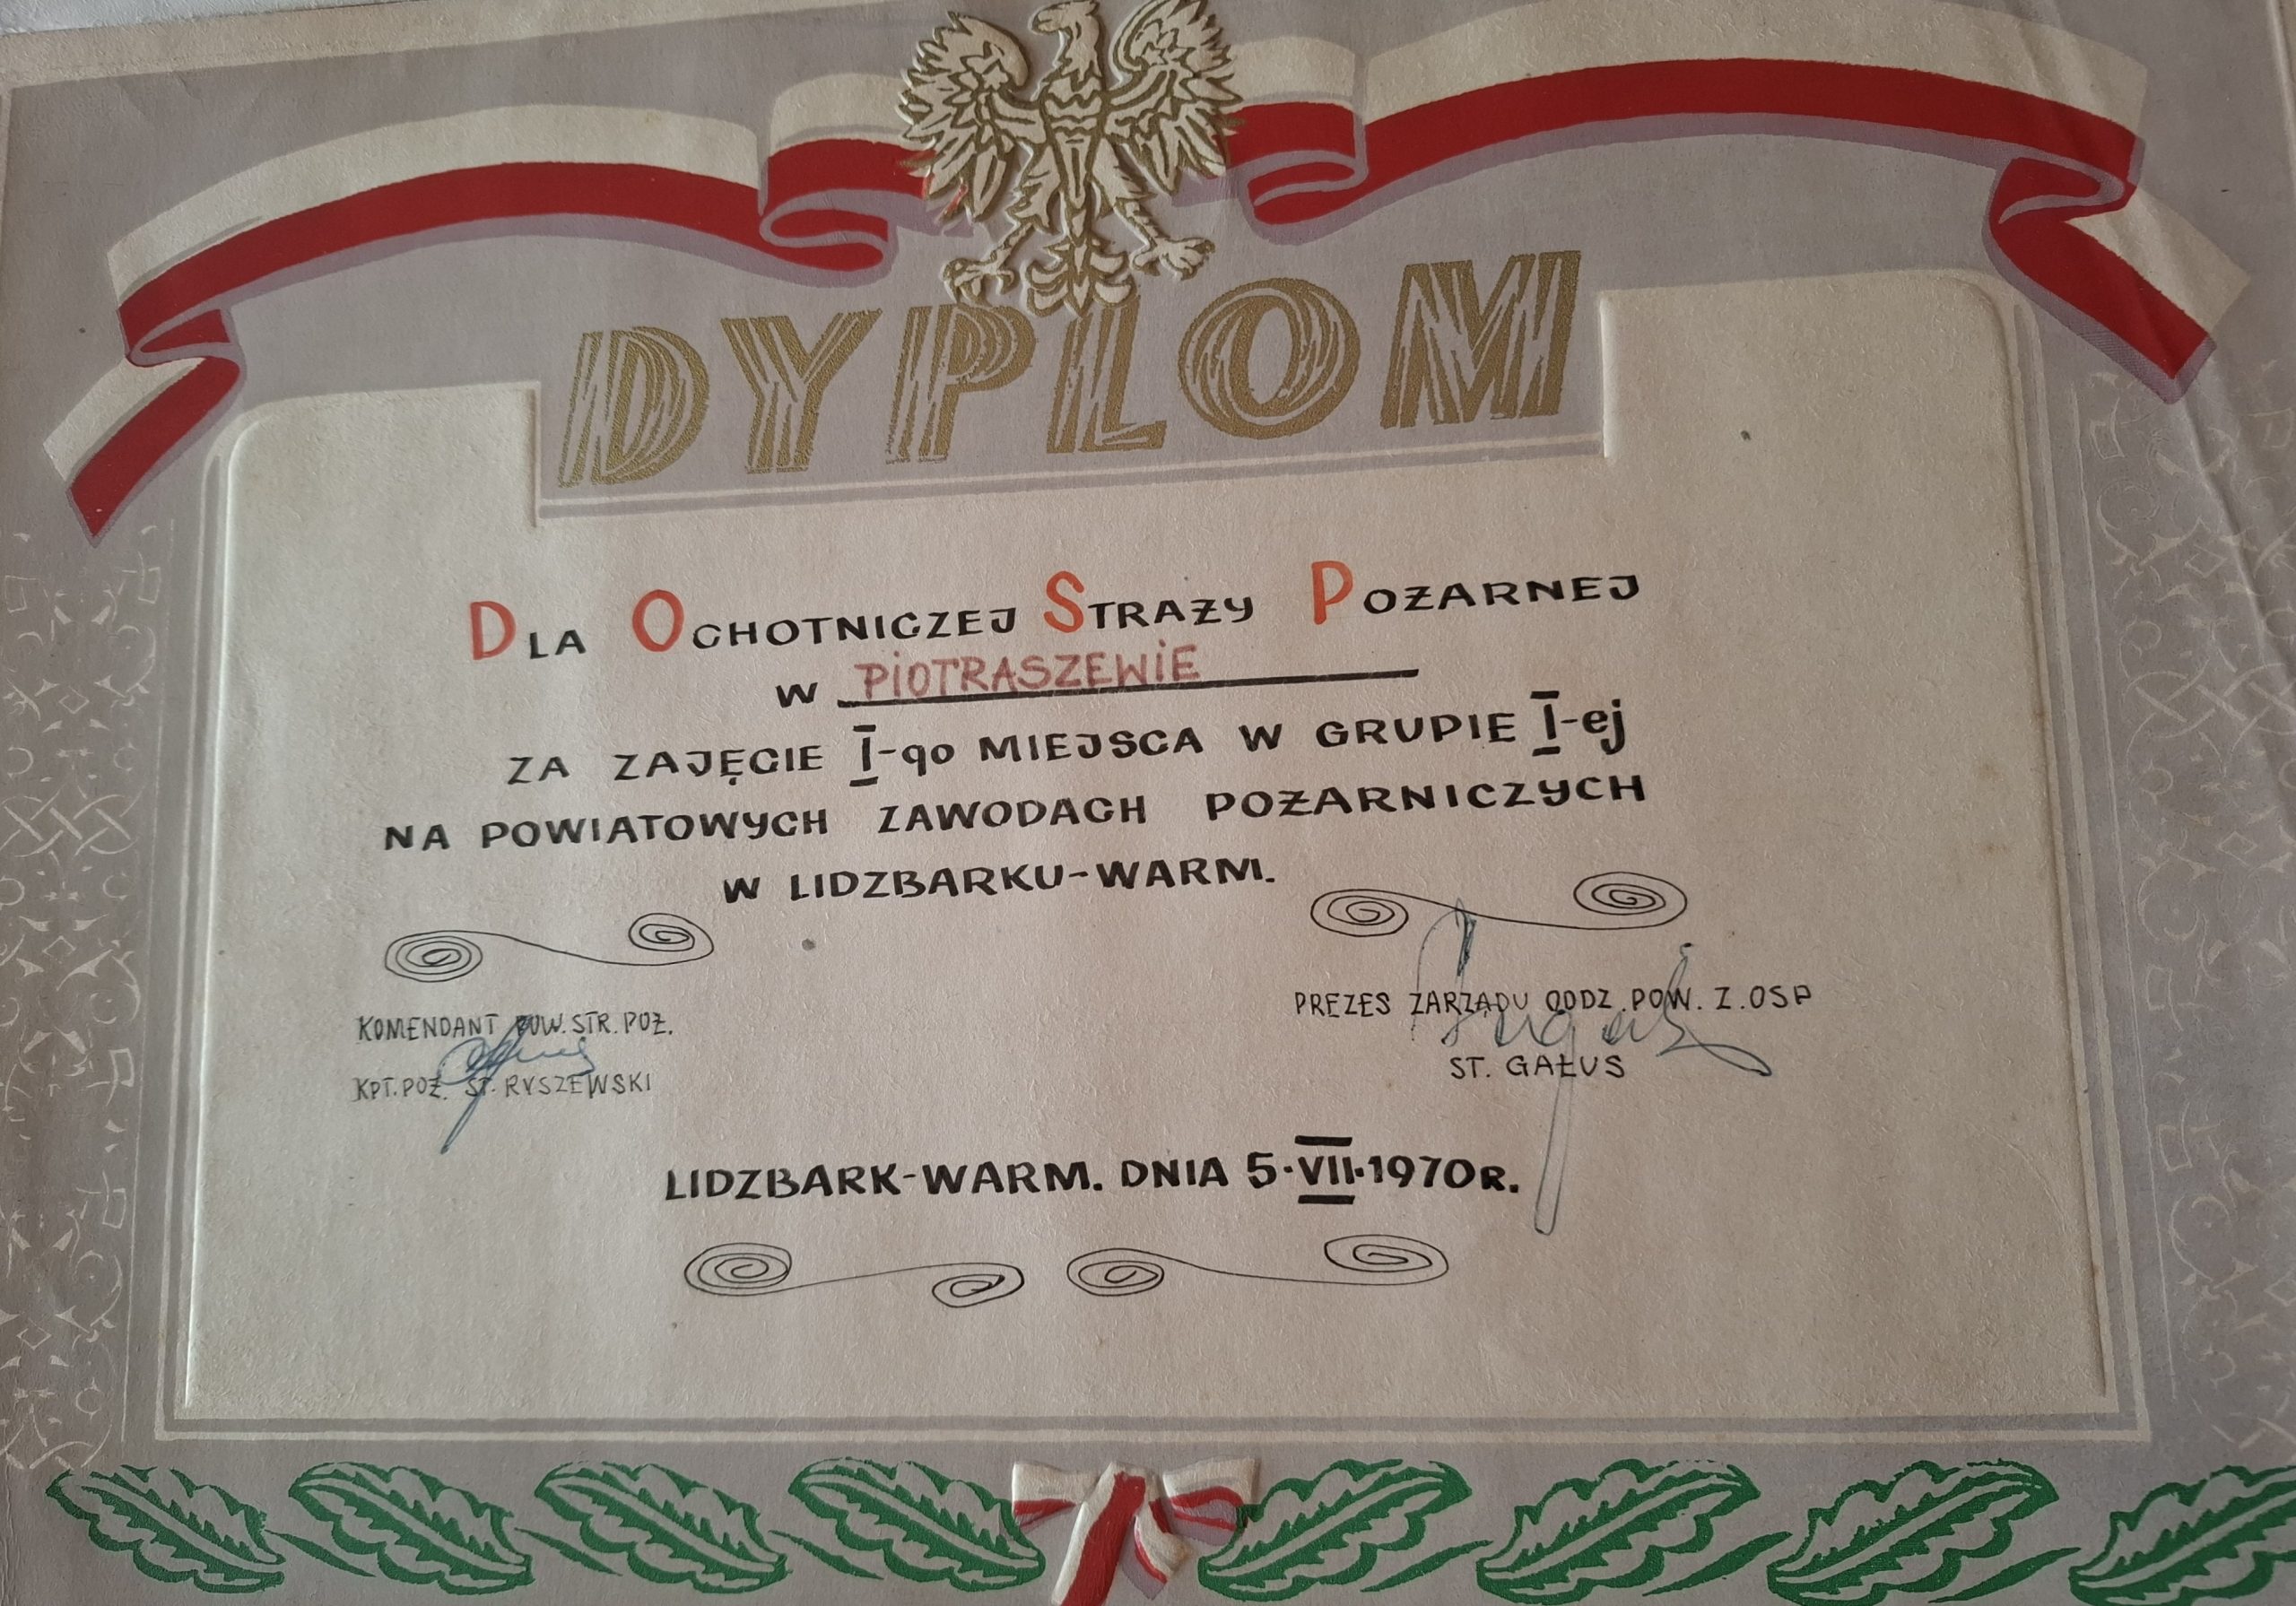 DYPLOM
DLA OCHOTNICZEJ STRAŻY POŻARNEJ
W PIOTRASZEWIE
ZA ZAJĘCIE I-go MIEJSCA W GRUPIE I-ej
NA POWIATOWYCH ZAWODACH POŻARNICZYCH
W LIDZBARKU-WARM.
KOMENDANT POW. STR. POŻ.
KPT. POŻ. ST. RYSZEWSKI
PREZES ZARZĄDU ODDZ. POW. Z. OSP
ST. GAŁUS
LIDZBARK-WARM. DNIA 5·VII·1970R.